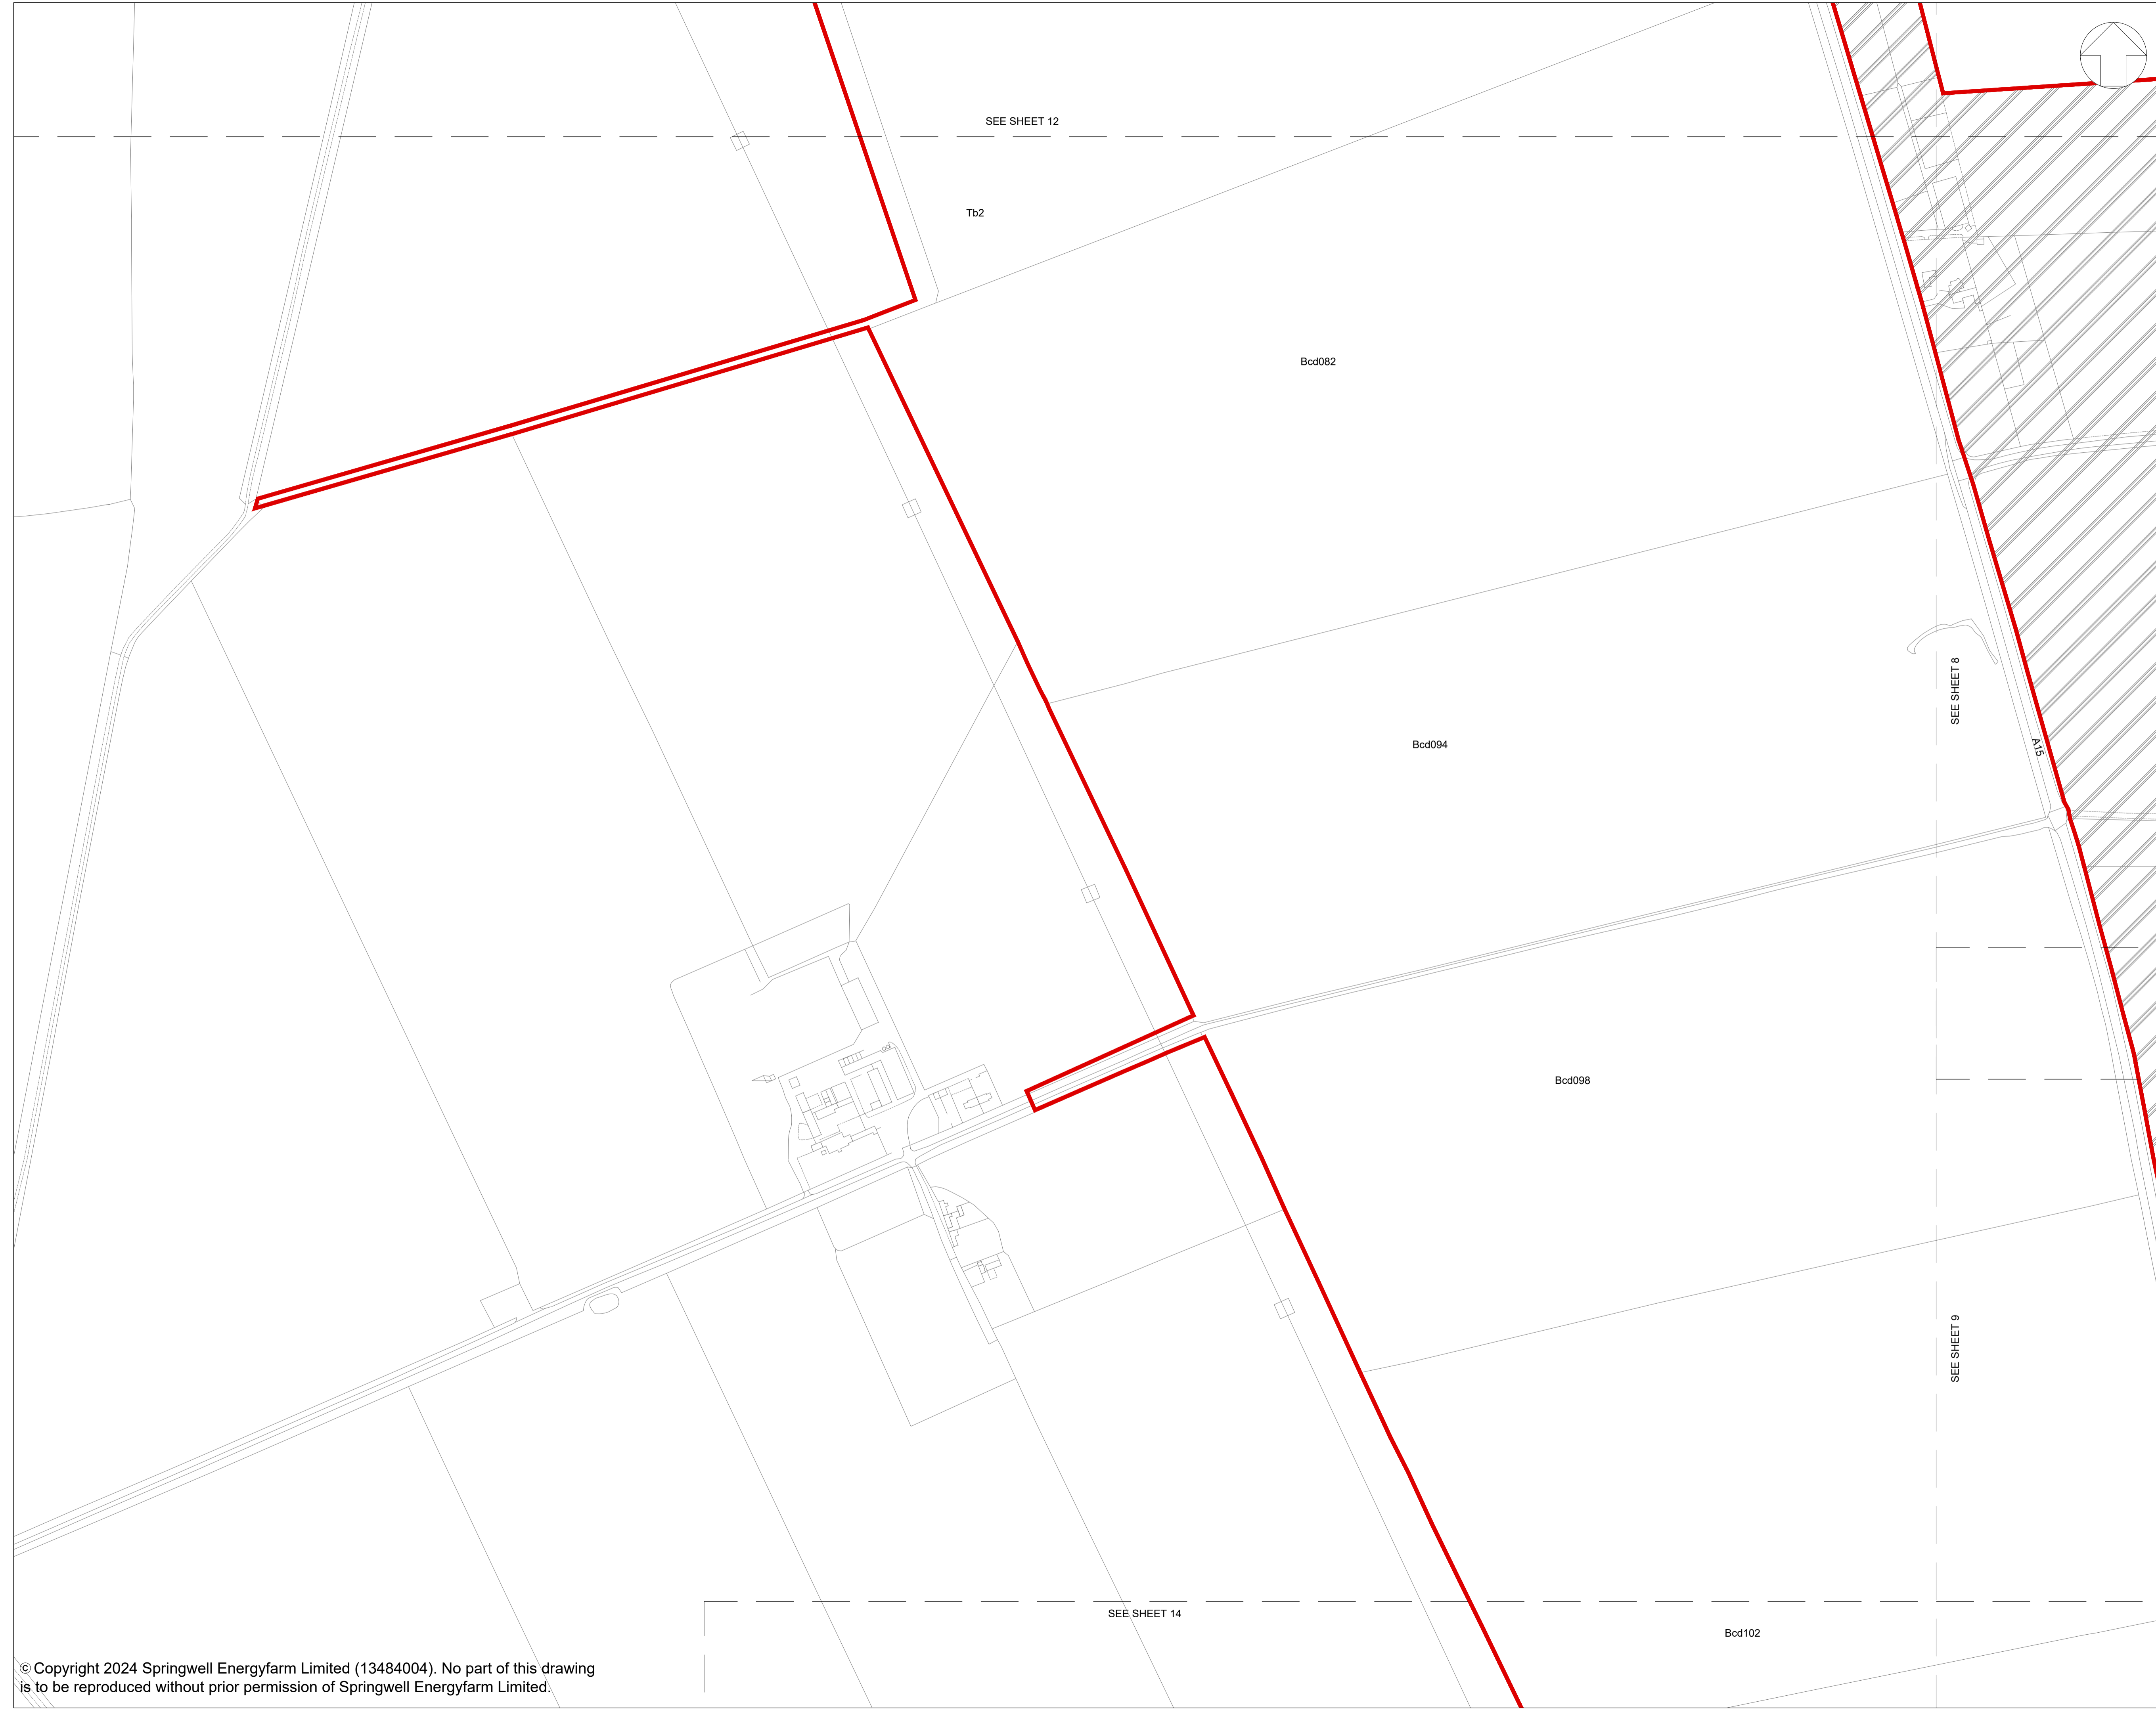 SEE SHEET 12
Tb2
Bcd082
SEE SHEET 8
A15
Bcd094
Bcd098
SEE SHEET 9
SEE SHEET 14
Bcd102
© Copyright 2024 Springwell Energyfarm Limited (13484004). No part of this drawing
is to be reproduced without prior permission of Springwell Energyfarm Limited.